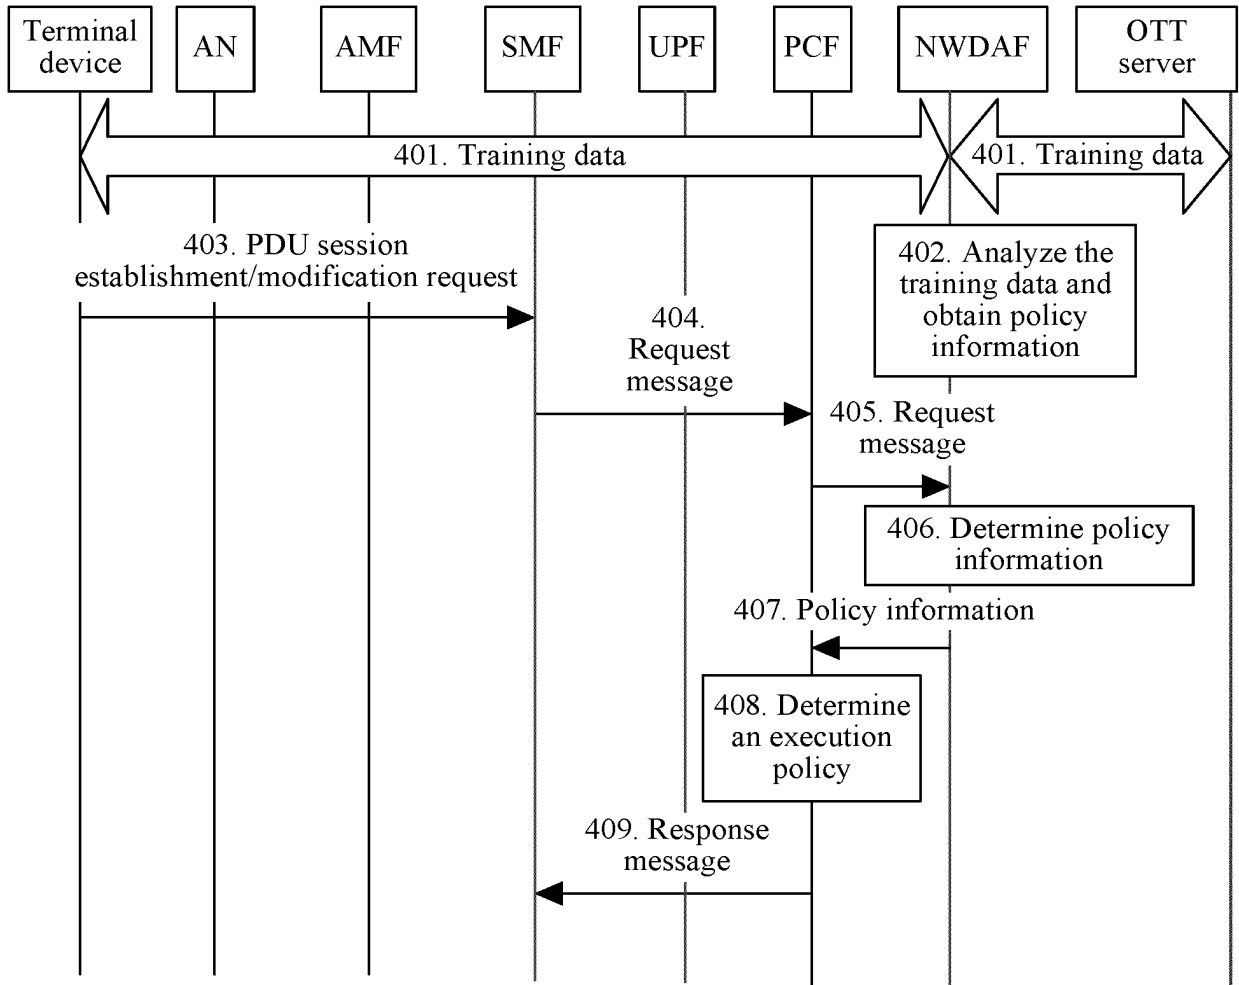 Terminal
device
AN
AMF
SMF
UPF
PCF
NWDAF
OTT
server
401. Training data
401. Training data
402. Analyze the
training data and
obtain policy
information
403. PDU session
establishment/modification request
404.
Request
message
405. Request
message
406. Determine policy
information
407. Policy information
408. Determine
an execution
policy
409. Response
message